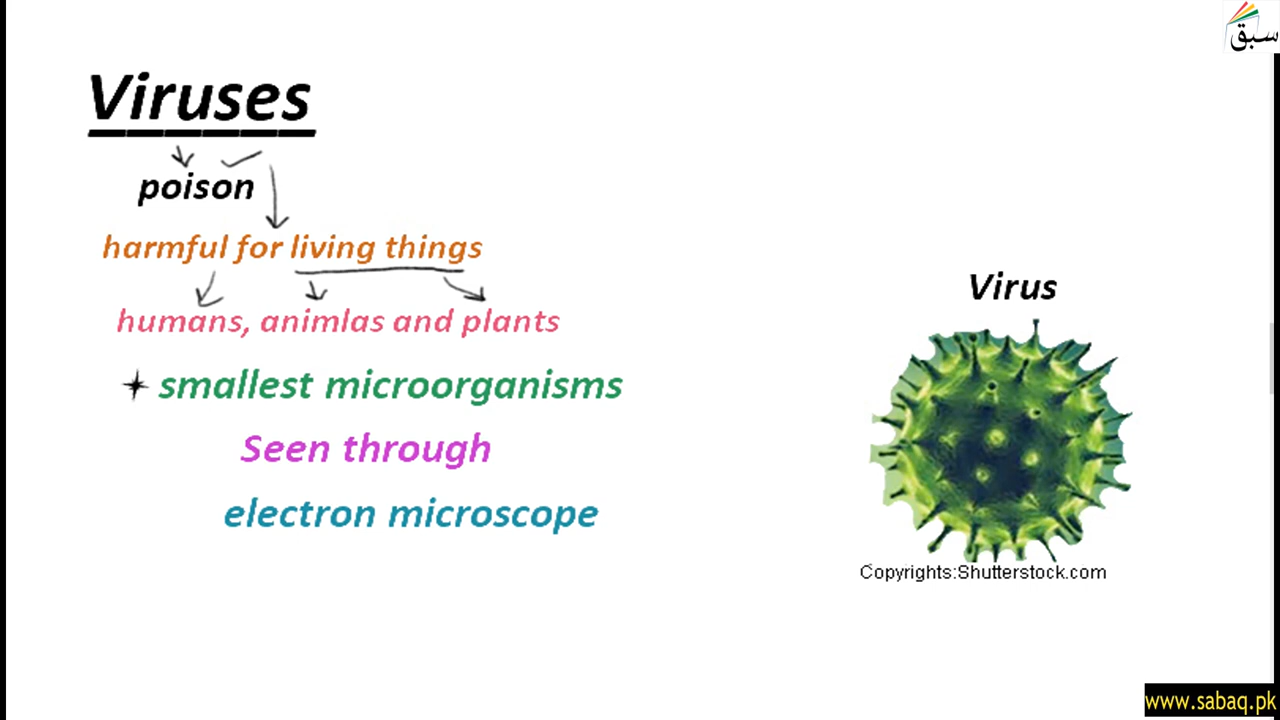 سبق
Viruses
poison
harmful for living things
humans, animlas and plants
smallest microorganisms
Seen through
electron microscope
Virus
Copyrights:Shutterstock.com
www.sabaq.pk